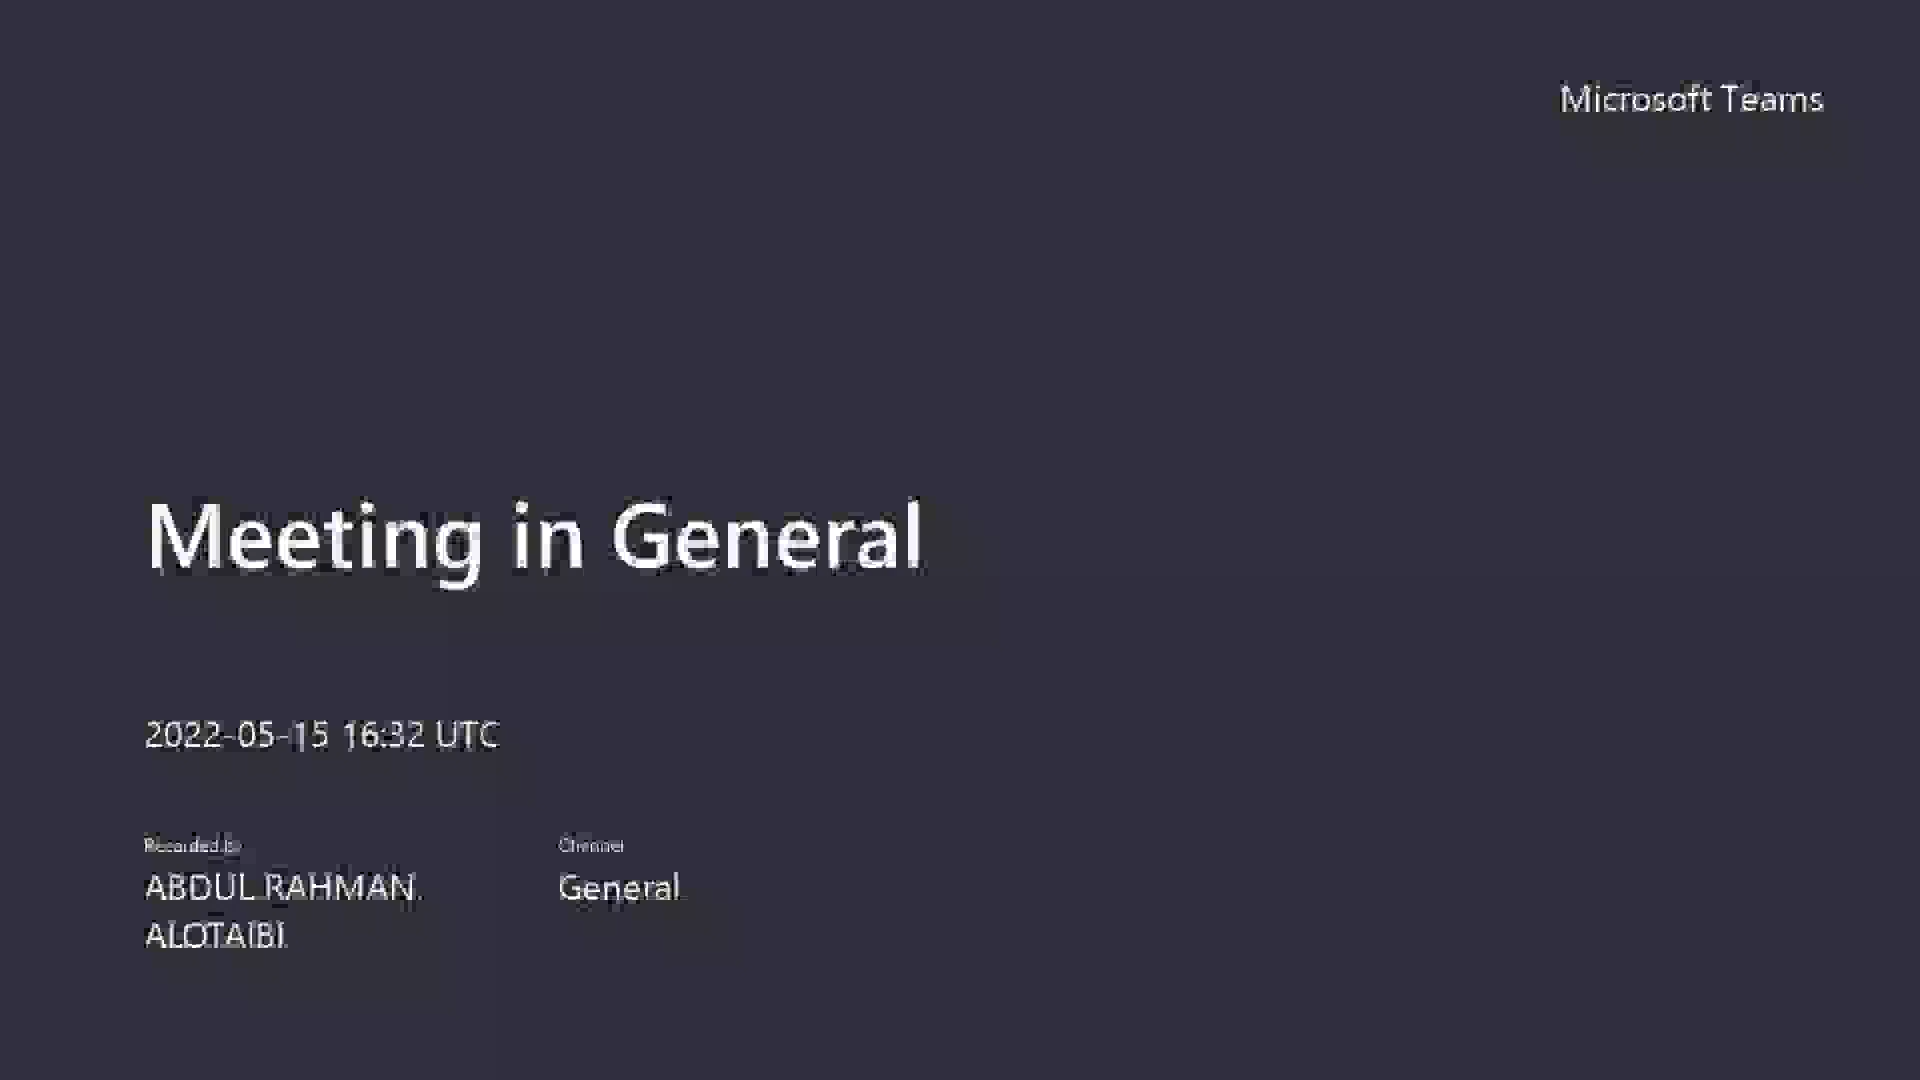 Microsoft Teams
Meeting in General
2022-05-15 16:32 UTC
Recorded by
Channel
ABDUL RAHMAN
General
ALOTAIBI